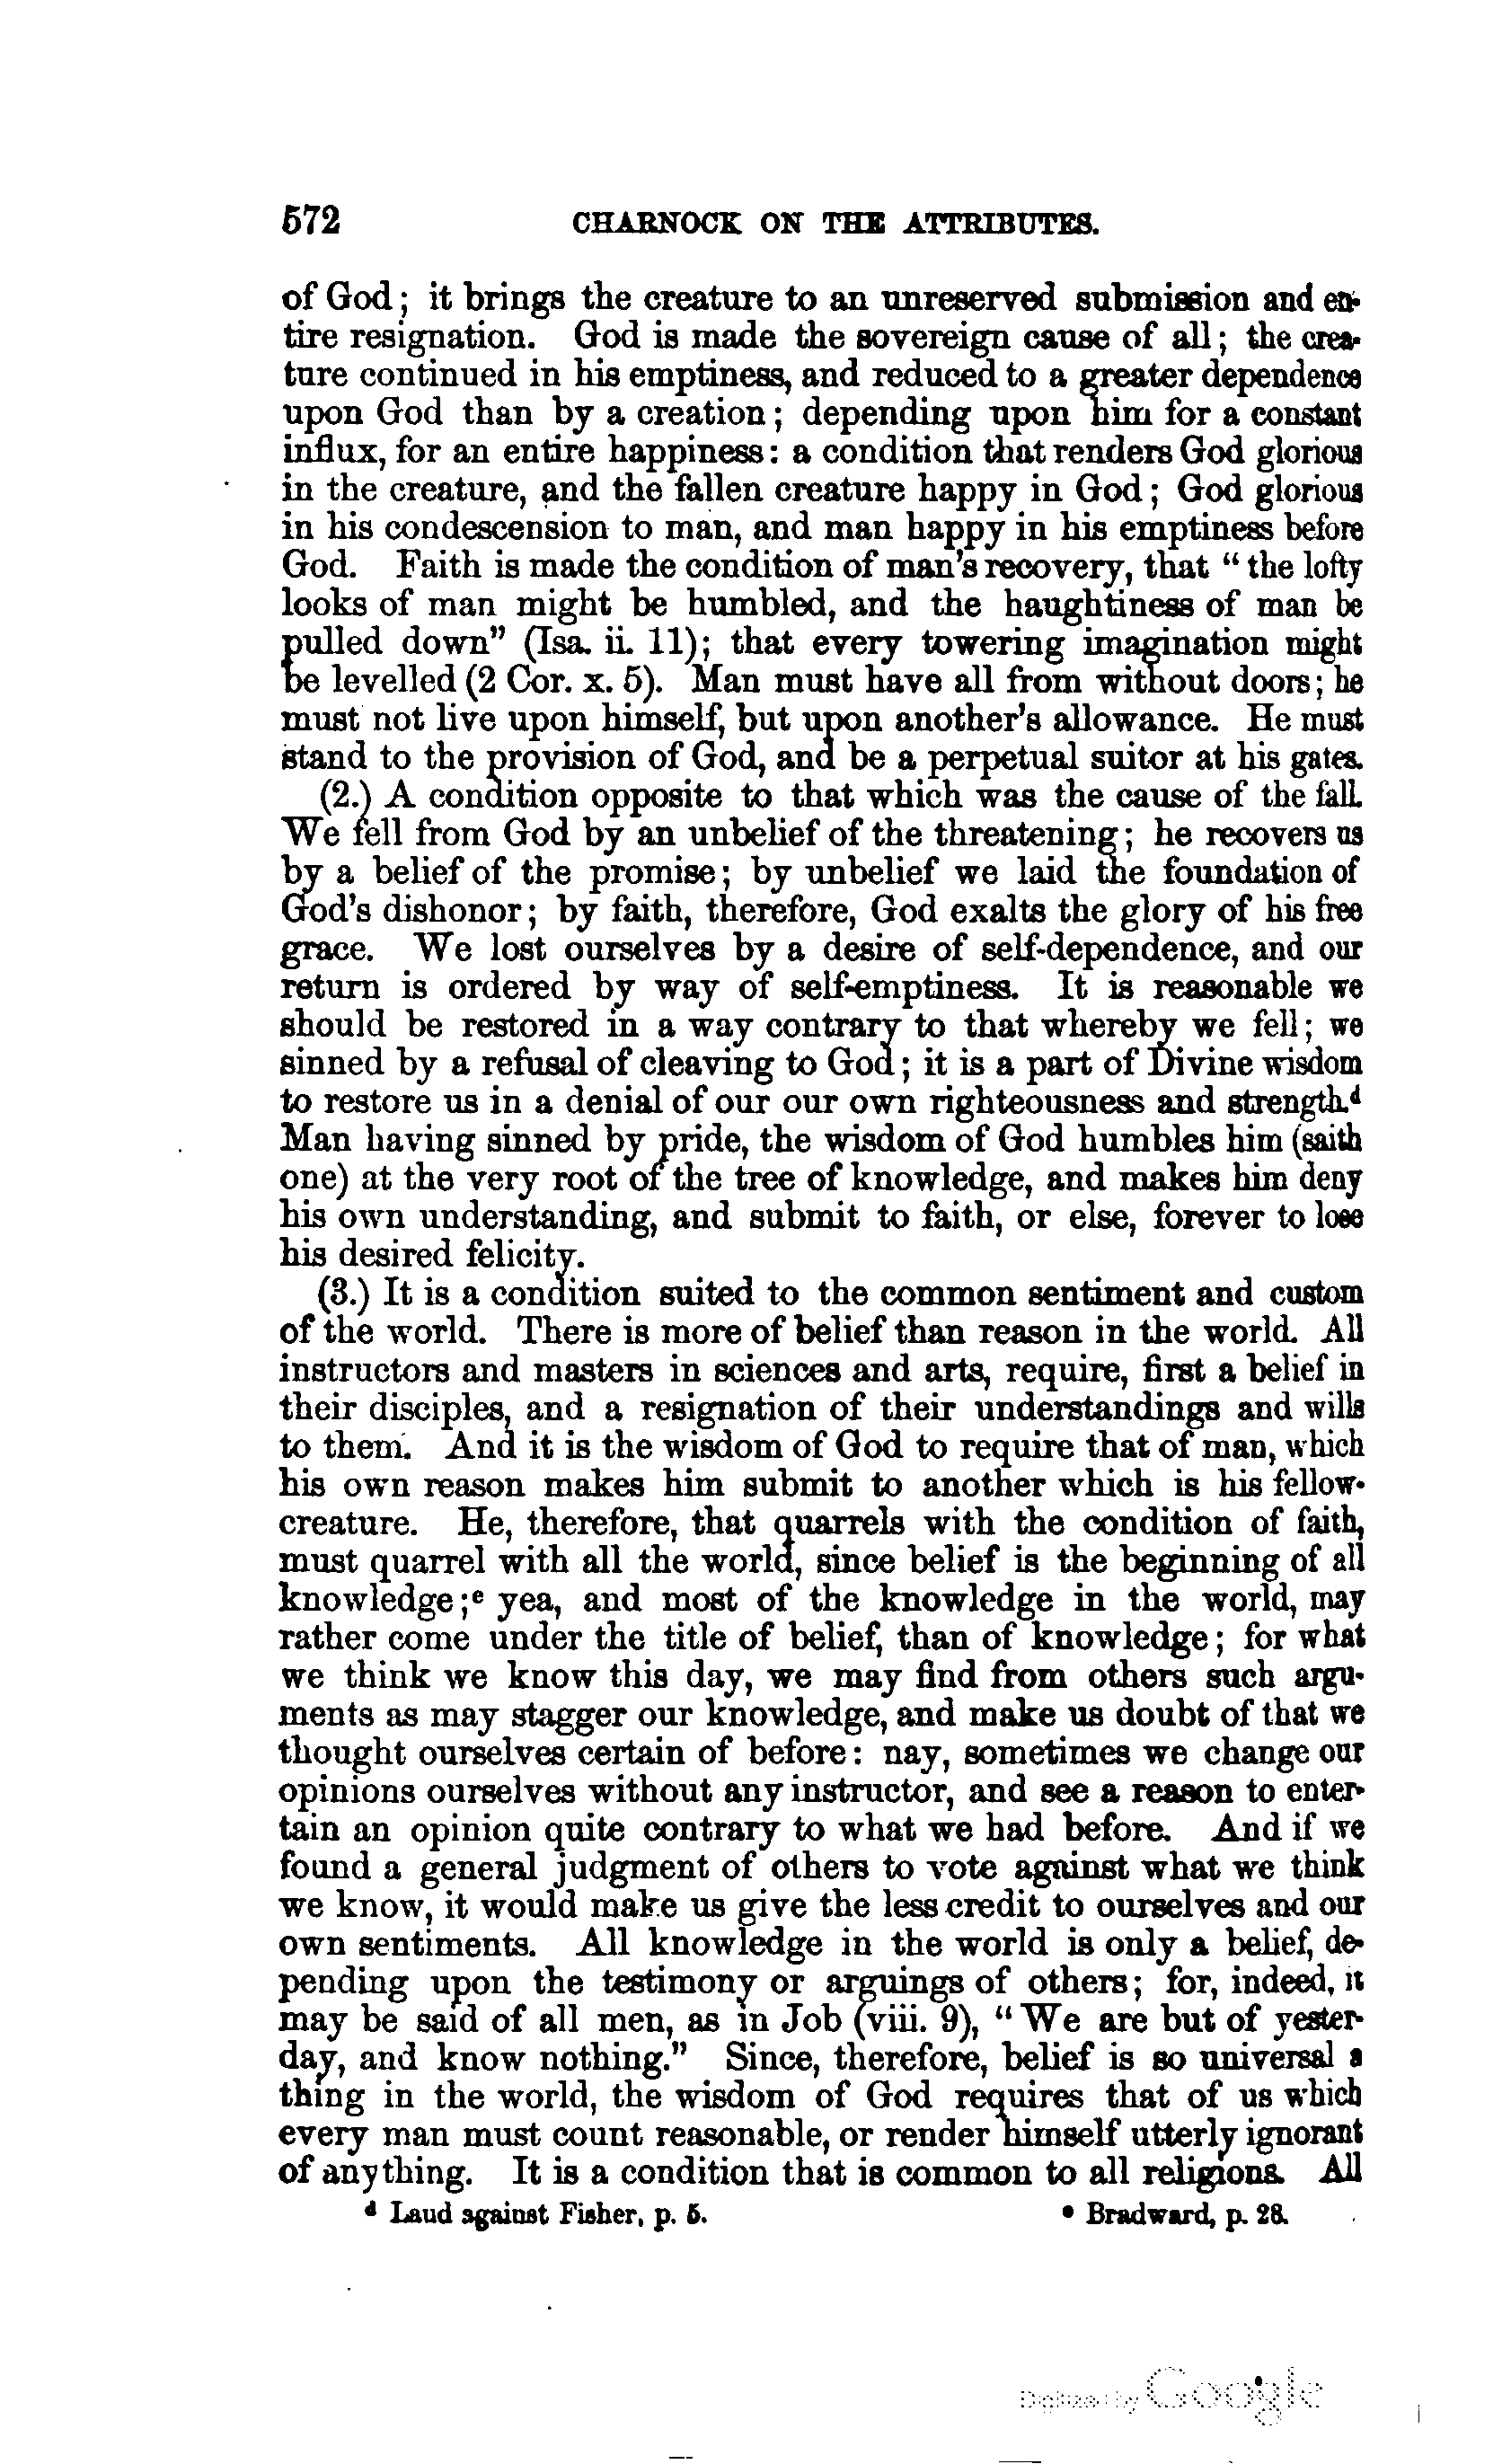 572 CHARNOCK ON THE ATTRIBUTES.
of God; it brings the creature to an unreserved submission and en-
tire resignation. God is made the sovereign cause of all; the crea-
ture continued in his emptiness, and reduced to a greater dependence
upon God than by a creation; depending upon him for a constant
influx, for an entire happiness: a condition that renders God glorious
in the creature, and the fallen creature happy in God; God glorious
in his condescension to man, and man happy in his emptiness before
God. Faith is made the condition of man's recovery, that "the lofty
looks of man might be humbled, and the haughtiness of man be
pulled down" (Isa. ii. 11); that every towering imagination might
be levelled (2 Cor. x. 5). Man must have all from without doors; he
must not live upon himself, but upon another's allowance. He must
stand to the provision of God, and be a perpetual suitor at his gates.
(2.) A condition opposite to that which was the cause of the fall.
We fell from God by an unbelief of the threatening; he recovers us
by a belief of the promise; by unbelief we laid the foundation of
God's dishonor; by faith, therefore, God exalts the glory of his free
grace. We lost ourselves by a desire of self-dependence, and our
return is ordered by way of self-emptiness. It is reasonable we
should be restored in a way contrary to that whereby we fell; we
sinned by a refusal of cleaving to God; it is a part of Divine wisdom
to restore us in a denial of our our own righteousness and strength.d
Man having sinned by pride, the wisdom of God humbles him (saith
one) at the very root of the tree of knowledge, and makes him deny
his own understanding, and submit to faith, or else, forever to lose
his desired felicity.
(3.) It is a condition suited to the common sentiment and custom
of the world. There is more of belief than reason in the world. All
instructors and masters in sciences and arts, require, first a belief in
their disciples, and a resignation of their understandings and wills
to them. And it is the wisdom of God to require that of man, which
his own reason makes him submit to another which is his fellow-
creature. He, therefore, that quarrels with the condition of faith,
must quarrel with all the world, since belief is the beginning of all
knowledge;e yea, and most of the knowledge in the world, may
rather come under the title of belief, than of knowledge; for what
we think we know this day, we may find from others such argu-
ments as may stagger our knowledge, and make us doubt of that we
thought ourselves certain of before: nay, sometimes we change our
opinions ourselves without any instructor, and see a reason to enter-
tain an opinion quite contrary to what we had before. And if we
found a general judgment of others to vote against what we think
we know, it would make us give the less credit to ourselves and our
own sentiments. All knowledge in the world is only a belief, de-
pending upon the testimony or arguings of others; for, indeed, it
may be said of all men, as in Job (viii. 9), "We are but of yester-
day, and know nothing." Since, therefore, belief is so universal a
thing in the world, the wisdom of God requires that of us which
every man must count reasonable, or render himself utterly ignorant
of anything. It is a condition that is common to all religions. All
d Laud against Fisher, p. 5. e Bradward, p. 28.
Digitized by Google